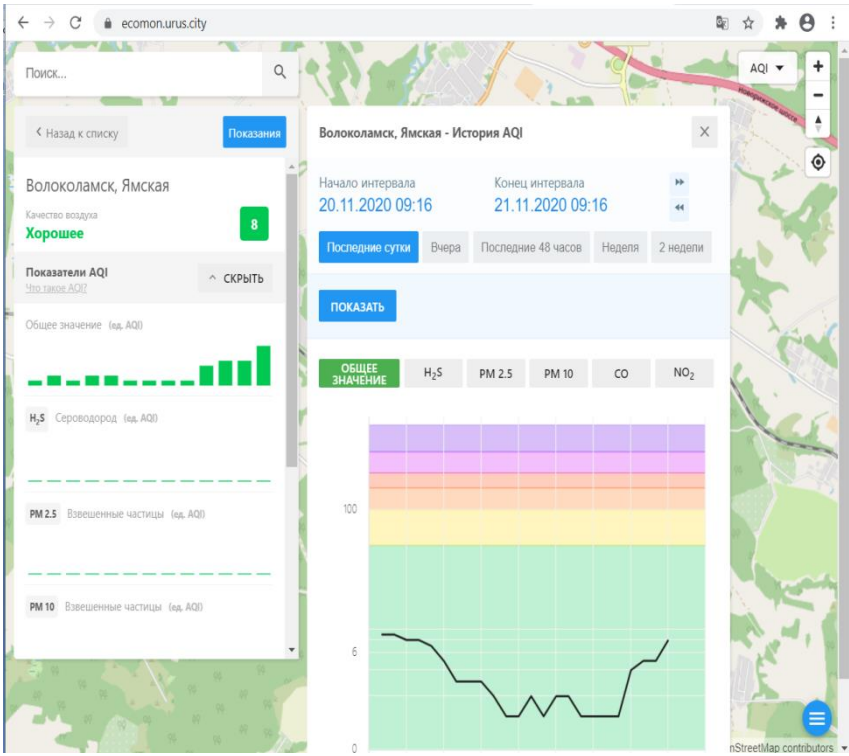 ecomon.urus.city
Поиск...
AQI
Новорижское шоссе
Назад к списку
Показания
Волоколамск, Ямская
Качество воздуха
Хорошее
8
Показатели AQI
Что такое AQI?
СКРЫТЬ
Общее значение (ед. AQI)
H₂S Сероводород (ед. AQI)
PM 2.5 Взвешенные частицы (ед. AQI)
PM 10 Взвешенные частицы (ед. AQI)
Волоколамск, Ямская - История AQI
Начало интервала
20.11.2020 09:16
Конец интервала
21.11.2020 09:16
Последние сутки
Вчера
Последние 48 часов
Неделя
2 недели
ПОКАЗАТЬ
ОБЩЕЕ
ЗНАЧЕНИЕ
H₂S
PM 2.5
PM 10
CO
NO₂
100
6
0
nStreetMap contributors